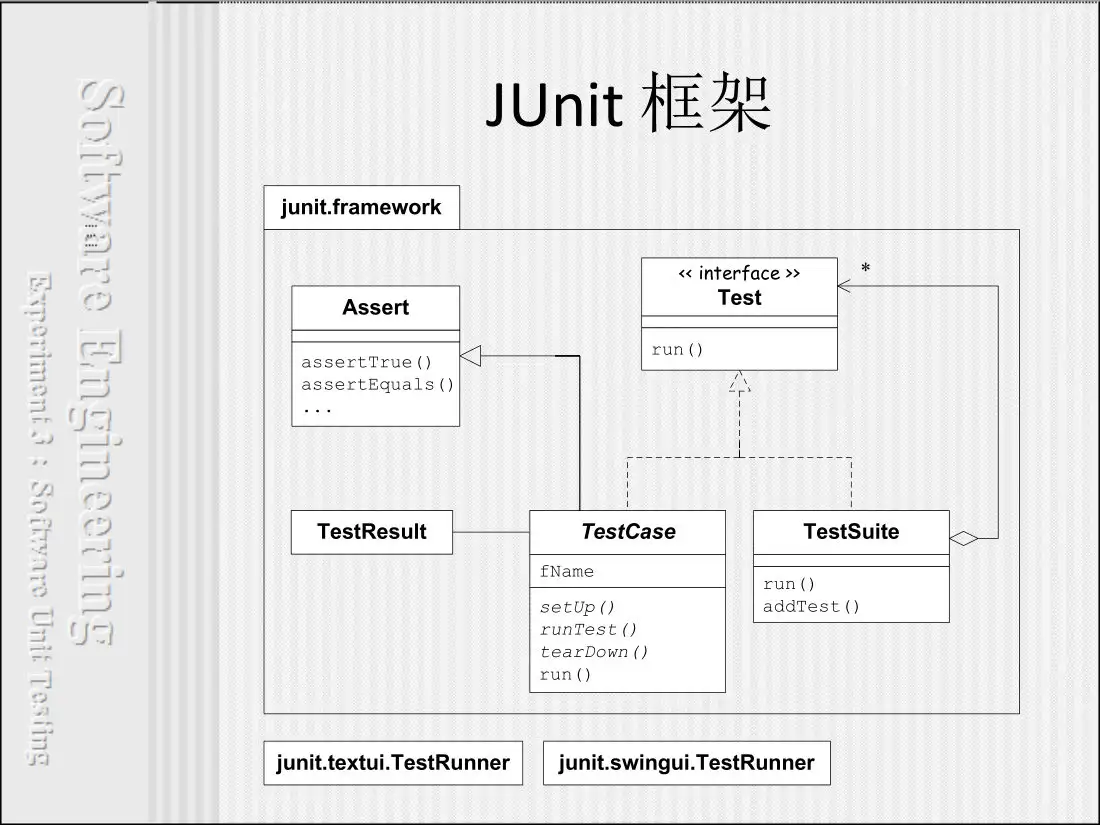 JUnit 框架
Software Engineering
Experiment 3 : Software Unit Testing
junit.framework
<< interface >>
Test
*
run()
Assert
assertTrue()
assertEquals()
...
TestResult
TestCase
fName
setUp()
runTest()
tearDown()
run()
TestSuite
run()
addTest()
junit.textui.TestRunner
junit.swingui.TestRunner